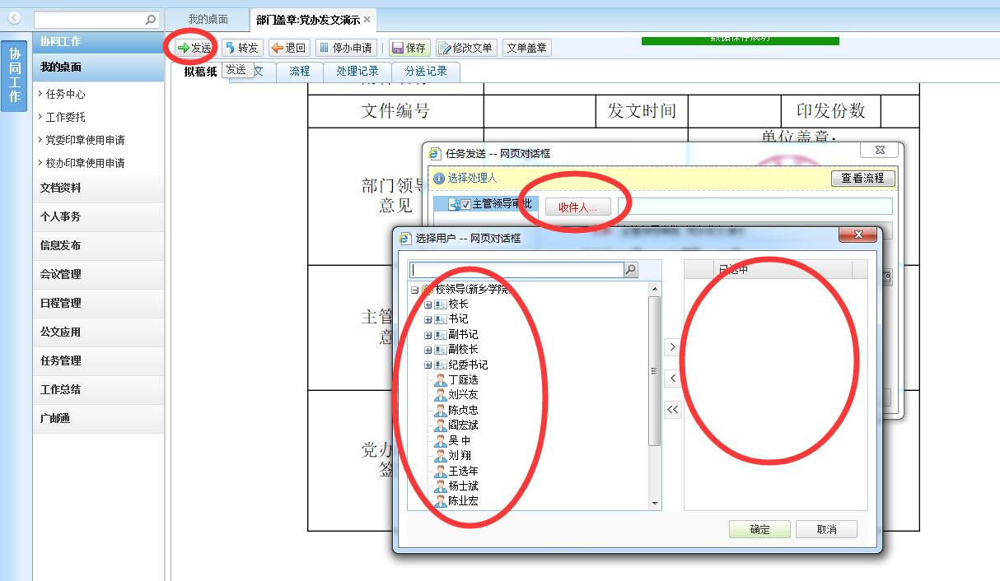 我的桌面
部门盖章:党办发文演示
协同工作
协同工作
我的桌面
任务中心
工作委托
党委印章使用申请
校办印章使用申请
文档资料
个人事务
信息发布
会议管理
日程管理
公文应用
任务管理
工作总结
广邮通
发送
转发
退回
停办申请
保存
修改文单
文单盖章
数据保存成功
拟稿纸
发送
文
流程
处理记录
分送记录
文件编号
发文时间
印发份数
单位盖章:
部门领导
意见
主管
意
党办
签
任务发送 -- 网页对话框
选择处理人
查看流程
主管领导审批
收件人...
选择用户 -- 网页对话框
校领导(新乡学院)
校长
书记
副书记
副校长
纪委书记
丁庭选
刘兴友
陈贞忠
阎宏斌
吴 中
刘 翔
王选年
杨士斌
陈业宏
已选中
>
<
<<
确定
取消